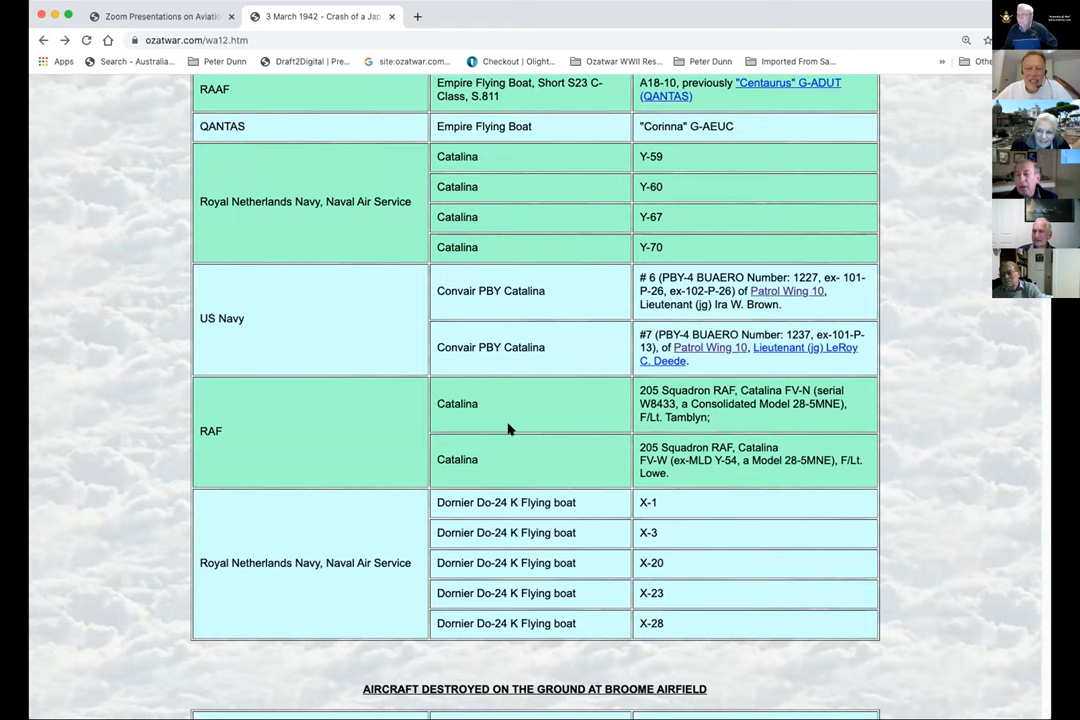 Zoom Presentations on Aviatio
3 March 1942 - Crash of a Jap
ozatwar.com/wa12.htm
Apps
Search - Australia...
Peter Dunn
Draft2Digital | Pre...
site:ozatwar.com...
Checkout | Olight...
Ozatwar WWII Res...
Peter Dunn
Imported From Sa...
»
Othe
RAAF
Empire Flying Boat, Short S23 C-
Class, S.811
A18-10, previously "Centaurus" G-ADUT
(QANTAS)
QANTAS
Empire Flying Boat
"Corinna" G-AEUC
Royal Netherlands Navy, Naval Air Service
Catalina
Y-59
Catalina
Y-60
Catalina
Y-67
Catalina
Y-70
US Navy
Convair PBY Catalina
# 6 (PBY-4 BUAERO Number: 1227, ex- 101-
P-26, ex-102-P-26) of Patrol Wing 10,
Lieutenant (jg) Ira W. Brown.
Convair PBY Catalina
#7 (PBY-4 BUAERO Number: 1237, ex-101-P-
13), of Patrol Wing 10, Lieutenant (jg) LeRoy
C. Deede.
RAF
Catalina
205 Squadron RAF, Catalina FV-N (serial
W8433, a Consolidated Model 28-5MNE),
F/Lt. Tamblyn;
Catalina
205 Squadron RAF, Catalina
FV-W (ex-MLD Y-54, a Model 28-5MNE), F/Lt.
Lowe.
Royal Netherlands Navy, Naval Air Service
Dornier Do-24 K Flying boat
X-1
Dornier Do-24 K Flying boat
X-3
Dornier Do-24 K Flying boat
X-20
Dornier Do-24 K Flying boat
X-23
Dornier Do-24 K Flying boat
X-28
AIRCRAFT DESTROYED ON THE GROUND AT BROOME AIRFIELD